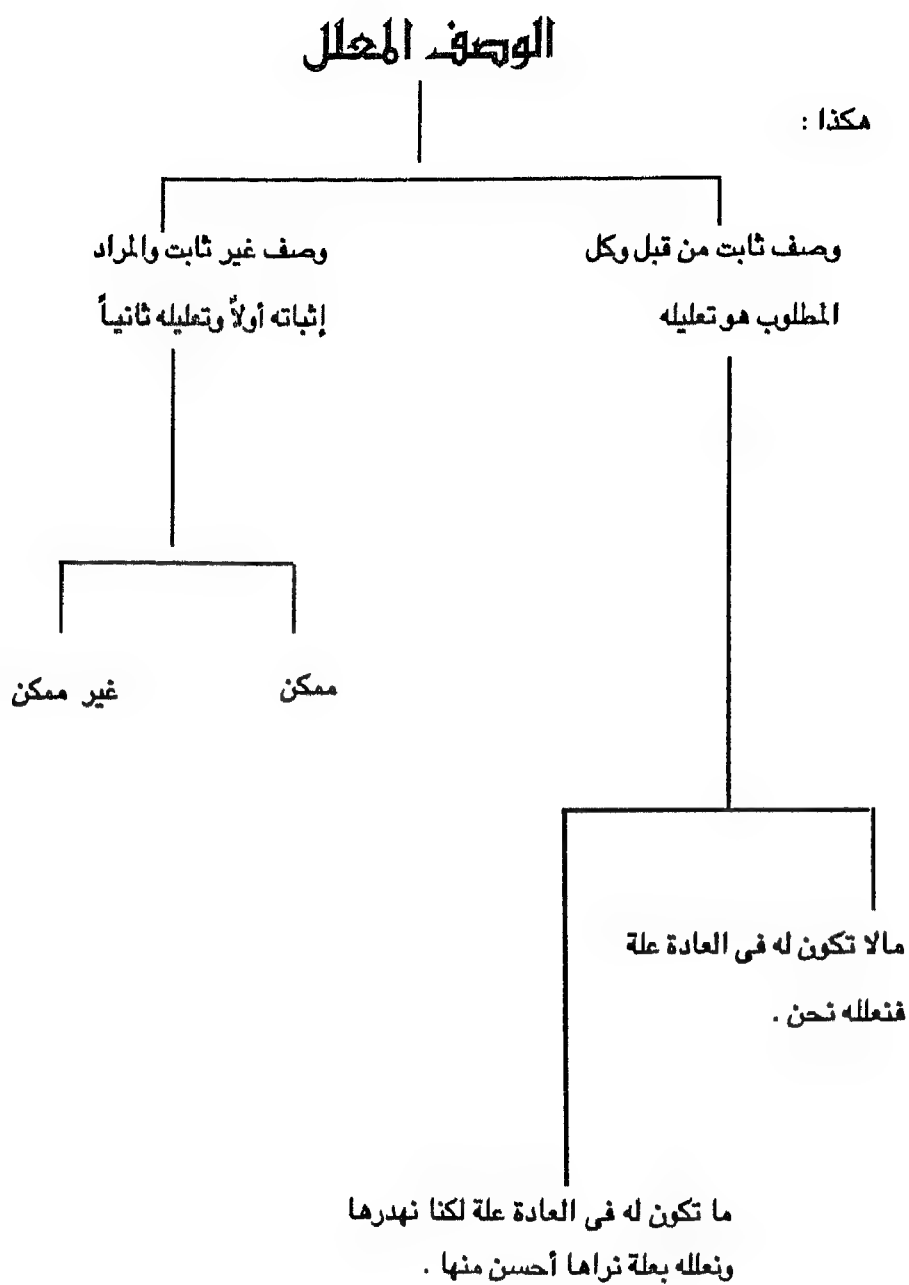 الوصف المعلل
هكذا :
وصف ثابت من قبل وكل
المطلوب هو تعليله
وصف غير ثابت والمراد
إثباته أولاً وتعليله ثانياً
ممكن
غير ممكن
مالا تكون له فى العادة علة
فنعلله نحن .
ما تكون له فى العادة علة لكنا نهدرها
ونعلله بعلة نراها أحسن منها .